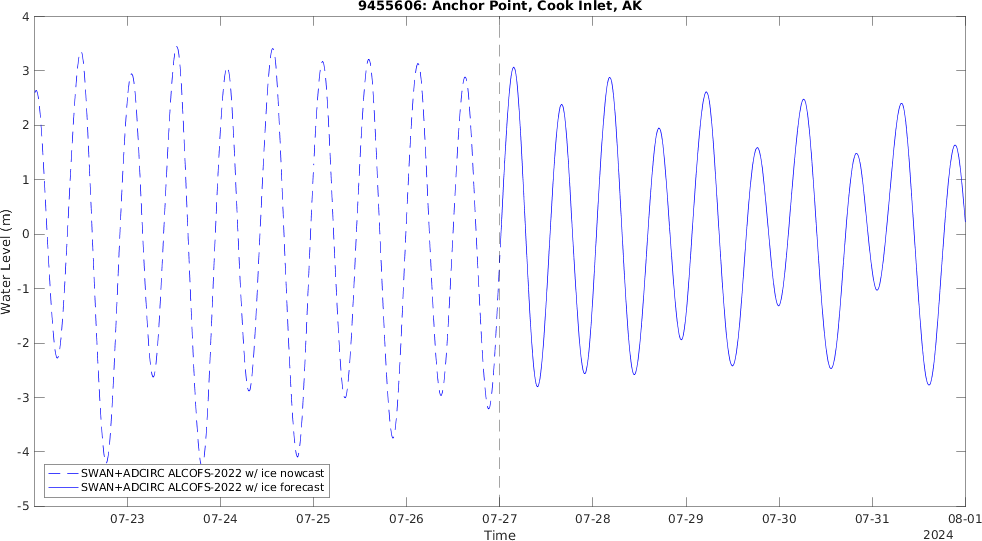 9455606: Anchor Point, Cook Inlet, AK
Water Level (m)
4
3
2
1
0
-1
-2
-3
-4
-5
SWAN+ADCIRC ALCOFS-2022 w/ ice nowcast
SWAN+ADCIRC ALCOFS-2022 w/ ice forecast
07-23 07-24 07-25 07-26 07-27 07-28 07-29 07-30 07-31 08-01
Time
2024